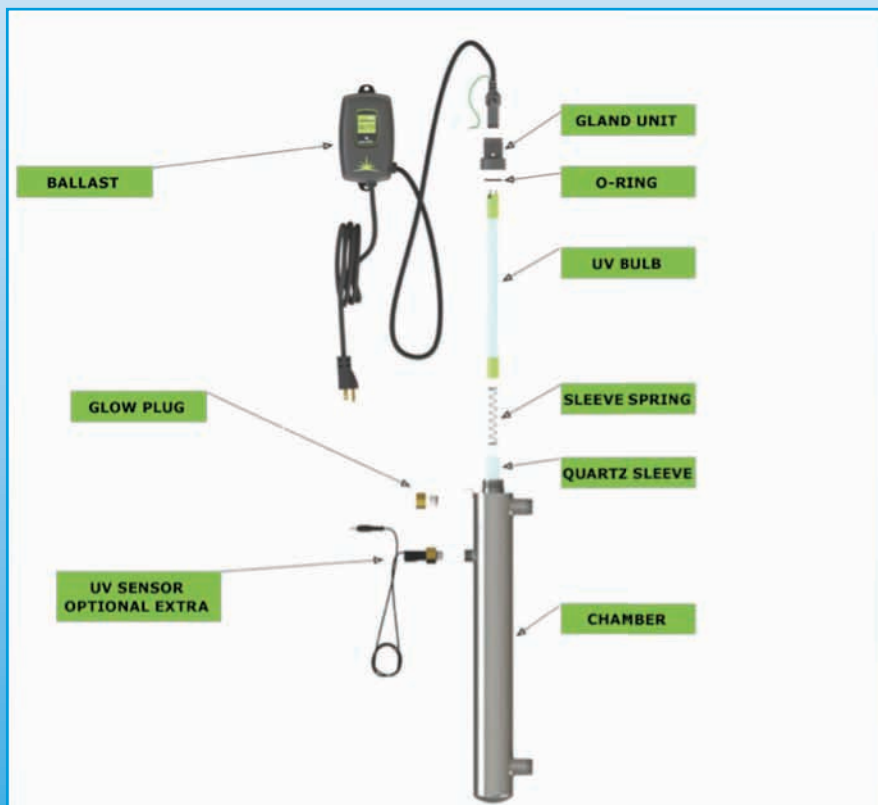 GLAND UNIT
BALLAST
O-RING
UV BULB
SLEEVE SPRING
GLOW PLUG
QUARTZ SLEEVE
UV SENSOR
OPTIONAL EXTRA
CHAMBER